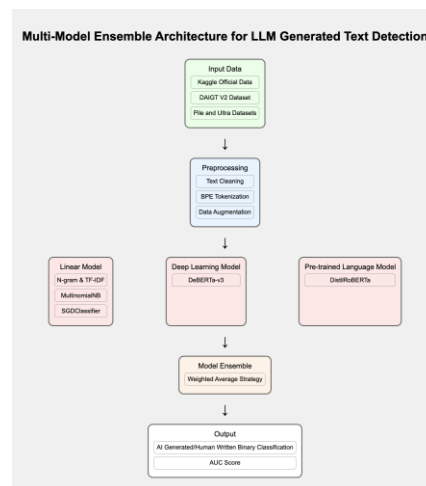 Multi-Model Ensemble Architecture for LLM Generated Text Detection
Input Data
Kaggle Official Data
DAIGT V2 Dataset
Pile and Ultra Datasets
Preprocessing
Text Cleaning
BPE Tokenization
Data Augmentation
Linear Model
N-gram & TF-IDF
MultinomialNB
SGDClassifier
Deep Learning Model
DeBERTa-v3
Pre-trained Language Model
DistilRoBERTa
Model Ensemble
Weighted Average Strategy
Output
AI Generated/Human Written Binary Classification
AUC Score